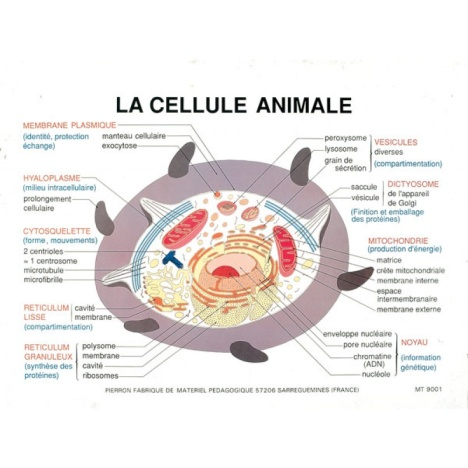 LA CELLULE ANIMALE
MEMBRANE PLASMIQUE
(identité, protection
échange)
manteau cellulaire
exocytose
HYALOPLASME
(milieu intracellulaire)
prolongement
cellulaire
CYTOSQUELETTE
(forme, mouvements)
2 centrioles
= 1 centrosome
microtubule
microfibrille
RETICULUM
LISSE
(compartimentation)
cavité
membrane
RETICULUM
GRANULEUX
(synthèse des
protéines)
polysome
membrane
cavité
ribosomes
peroxysome
lysosome
grain de
sécrétion
VESICULES
diverses
(compartimentation)
saccule
vésicule
DICTYOSOME
de l'appareil
de Golgi
(Finition et emballage
des protéines)
MITOCHONDRIE
(production d'énergie)
matrice
crête mitochondriale
membrane interne
espace
intermembranaire
membrane externe
enveloppe nucléaire
pore nucléaire
chromatine
(ADN)
nucléole
NOYAU
(information
génétique)
PIERRON FABRIQUE DE MATERIEL PEDAGOGIQUE 57206 SARREGUEMINES (FRANCE)
MT 9001